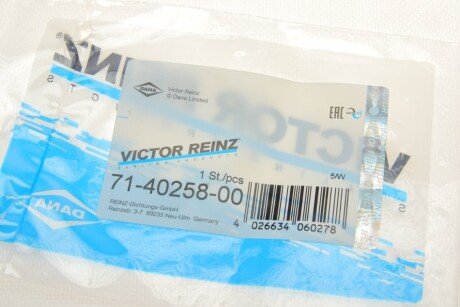 DANA
Victor Reinz
© Dana Limited
EAC
VICTOR REINZ®
1 St./pcs
5/W
71-40258-00
REINZ-Dichtungs-GmbH
Reinzstr. 3-7 89233 Neu-Ulm Germany
4 026634 060278
DANA